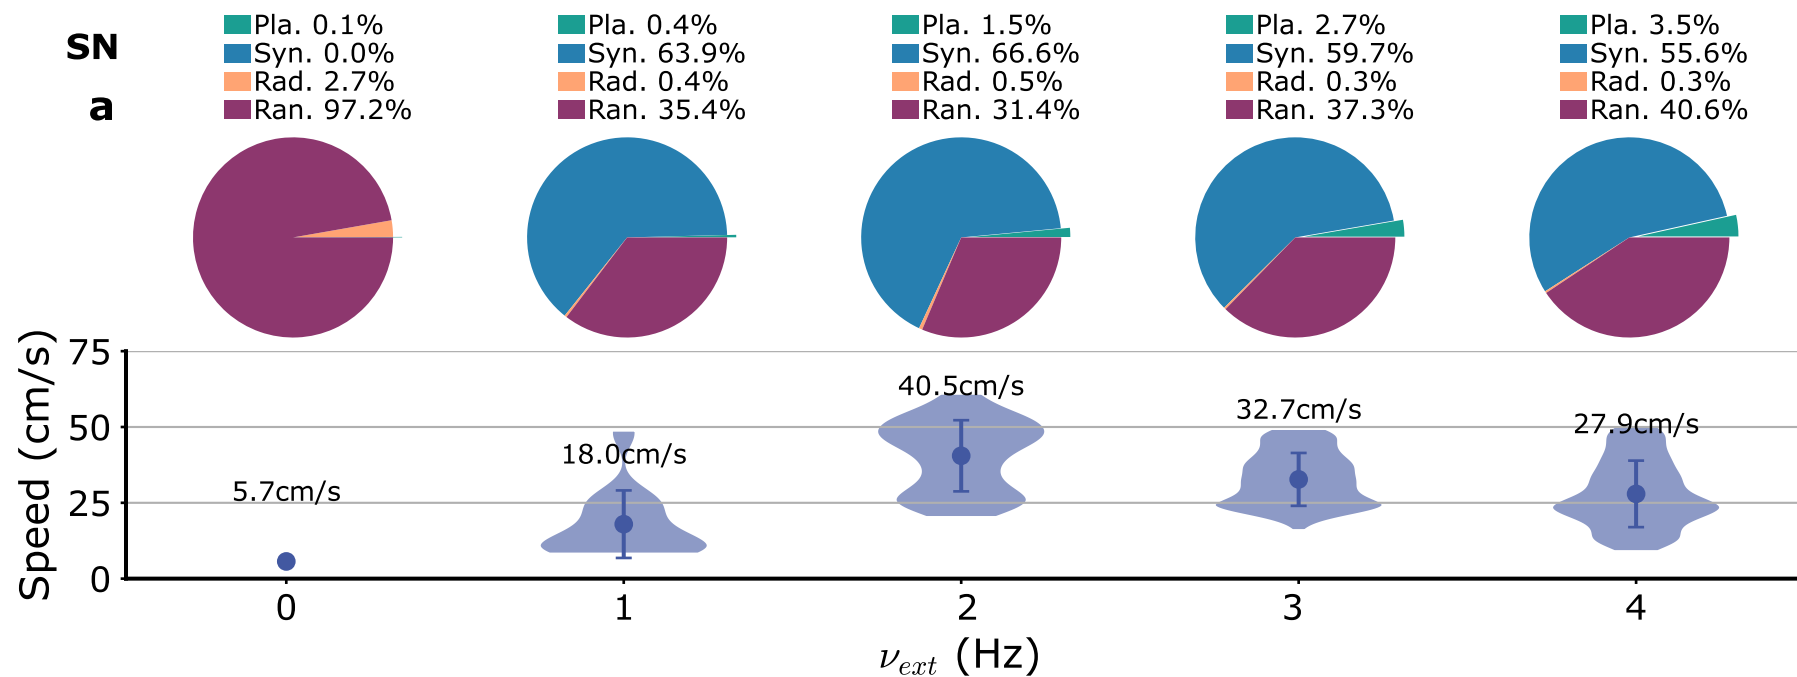 SN
a
Pla. 0.1%
Syn. 0.0%
Rad. 2.7%
Ran. 97.2%
Pla. 0.4%
Syn. 63.9%
Rad. 0.4%
Ran. 35.4%
Pla. 1.5%
Syn. 66.6%
Rad. 0.5%
Ran. 31.4%
Pla. 2.7%
Syn. 59.7%
Rad. 0.3%
Ran. 37.3%
Pla. 3.5%
Syn. 55.6%
Rad. 0.3%
Ran. 40.6%
Speed (cm/s)
75
50
25
0
5.7cm/s
18.0cm/s
40.5cm/s
32.7cm/s
27.9cm/s
0
1
2
3
4
ν_ext (Hz)